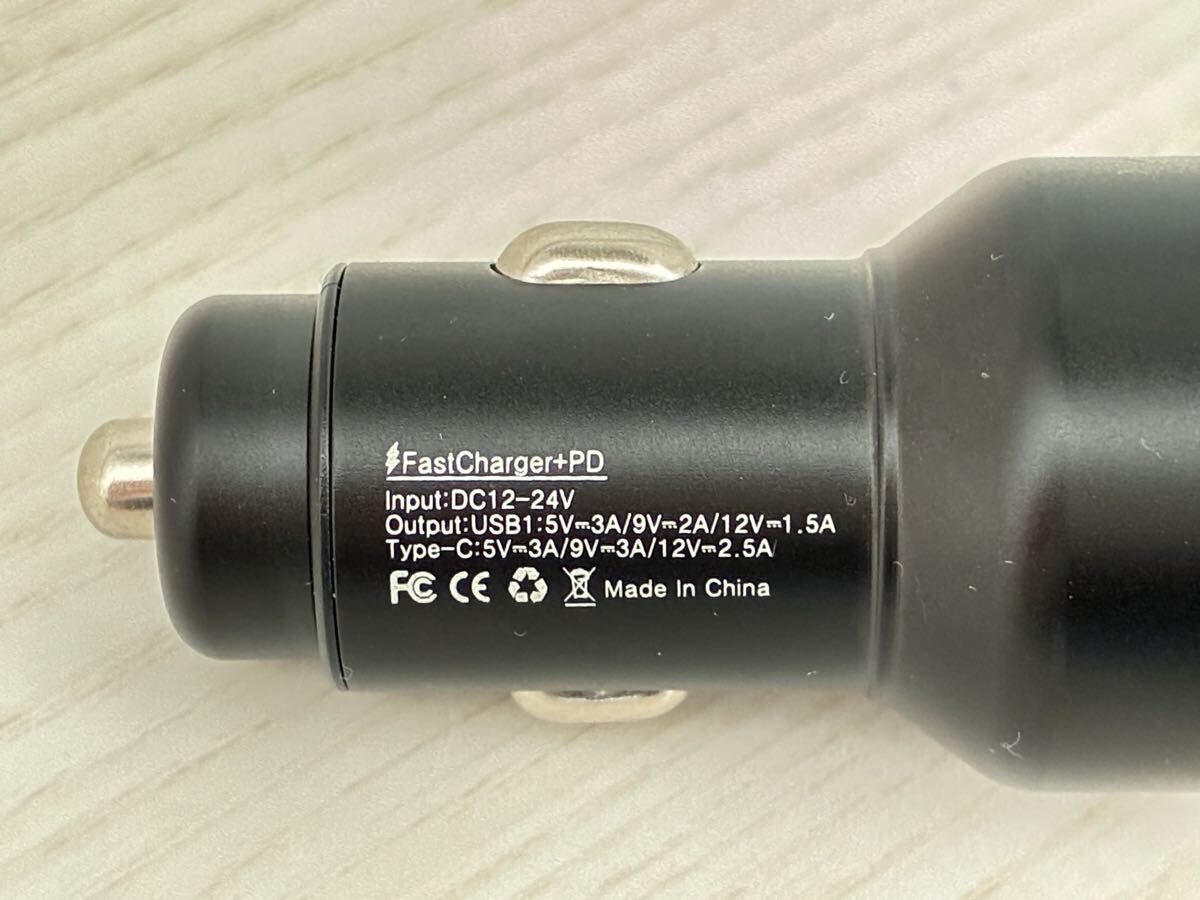 FastCharger+PD
Input:DC12-24V
Output:USB1:5V⎓3A/9V⎓2A/12V⎓1.5A
Type-C:5V⎓3A/9V⎓3A/12V⎓2.5A
FC CE Made In China